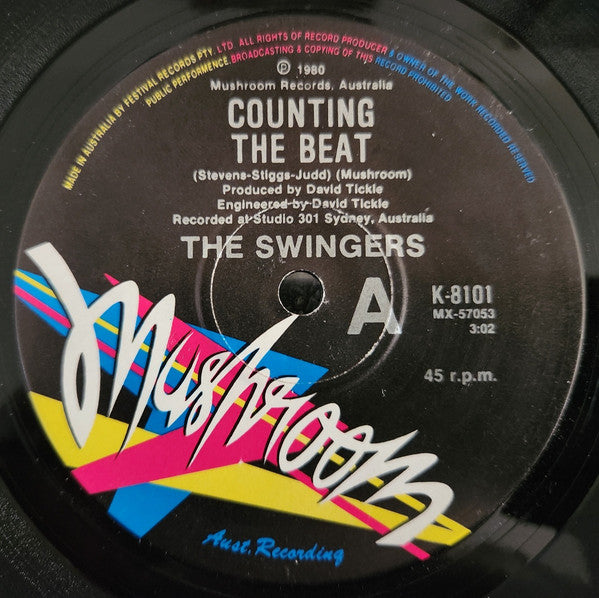 MADE IN AUSTRALIA BY FESTIVAL RECORDS PTY. LTD ALL RIGHTS OF RECORD PRODUCER & OWNER OF THE WORK RECORDED RESERVED
PUBLIC PERFORMENCE, BROADCASTING & COPYING OF THIS RECORD PROHIBITED
℗ 1980
Mushroom Records, Australia
COUNTING
THE BEAT
(Stevens-Stiggs-Judd) (Mushroom)
Produced by David Tickle
Engineered by David Tickle
Recorded at Studio 301 Sydney, Australia
THE SWINGERS
A
K-8101
MX-57053
3:02
45 r.p.m.
Mushroom
Aust. Recording